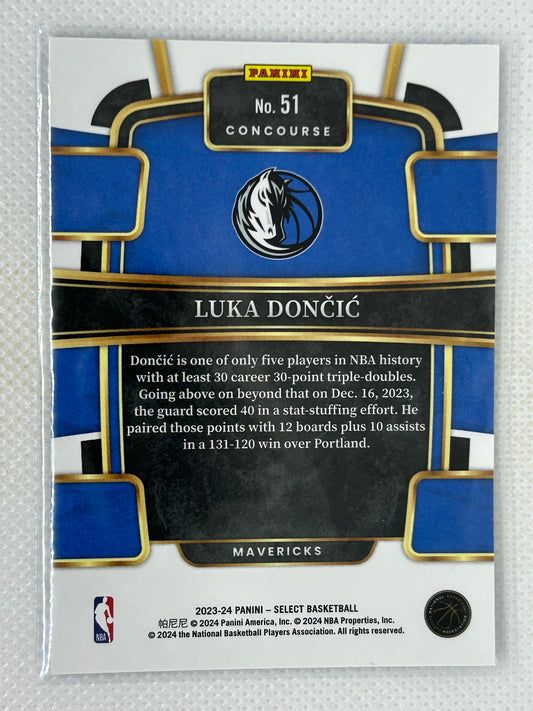 PANINI
No. 51
CONCOURSE
LUKA DONČIĆ
Dončić is one of only five players in NBA history
with at least 30 career 30-point triple-doubles.
Going above on beyond that on Dec. 16, 2023,
the guard scored 40 in a stat-stuffing effort. He
paired those points with 12 boards plus 10 assists
in a 131-120 win over Portland.
MAVERICKS
2023-24 PANINI – SELECT BASKETBALL
帕尼尼 © 2024 Panini America, Inc. © 2024 NBA Properties, Inc.
© 2024 the National Basketball Players Association. All rights reserved.
NBA